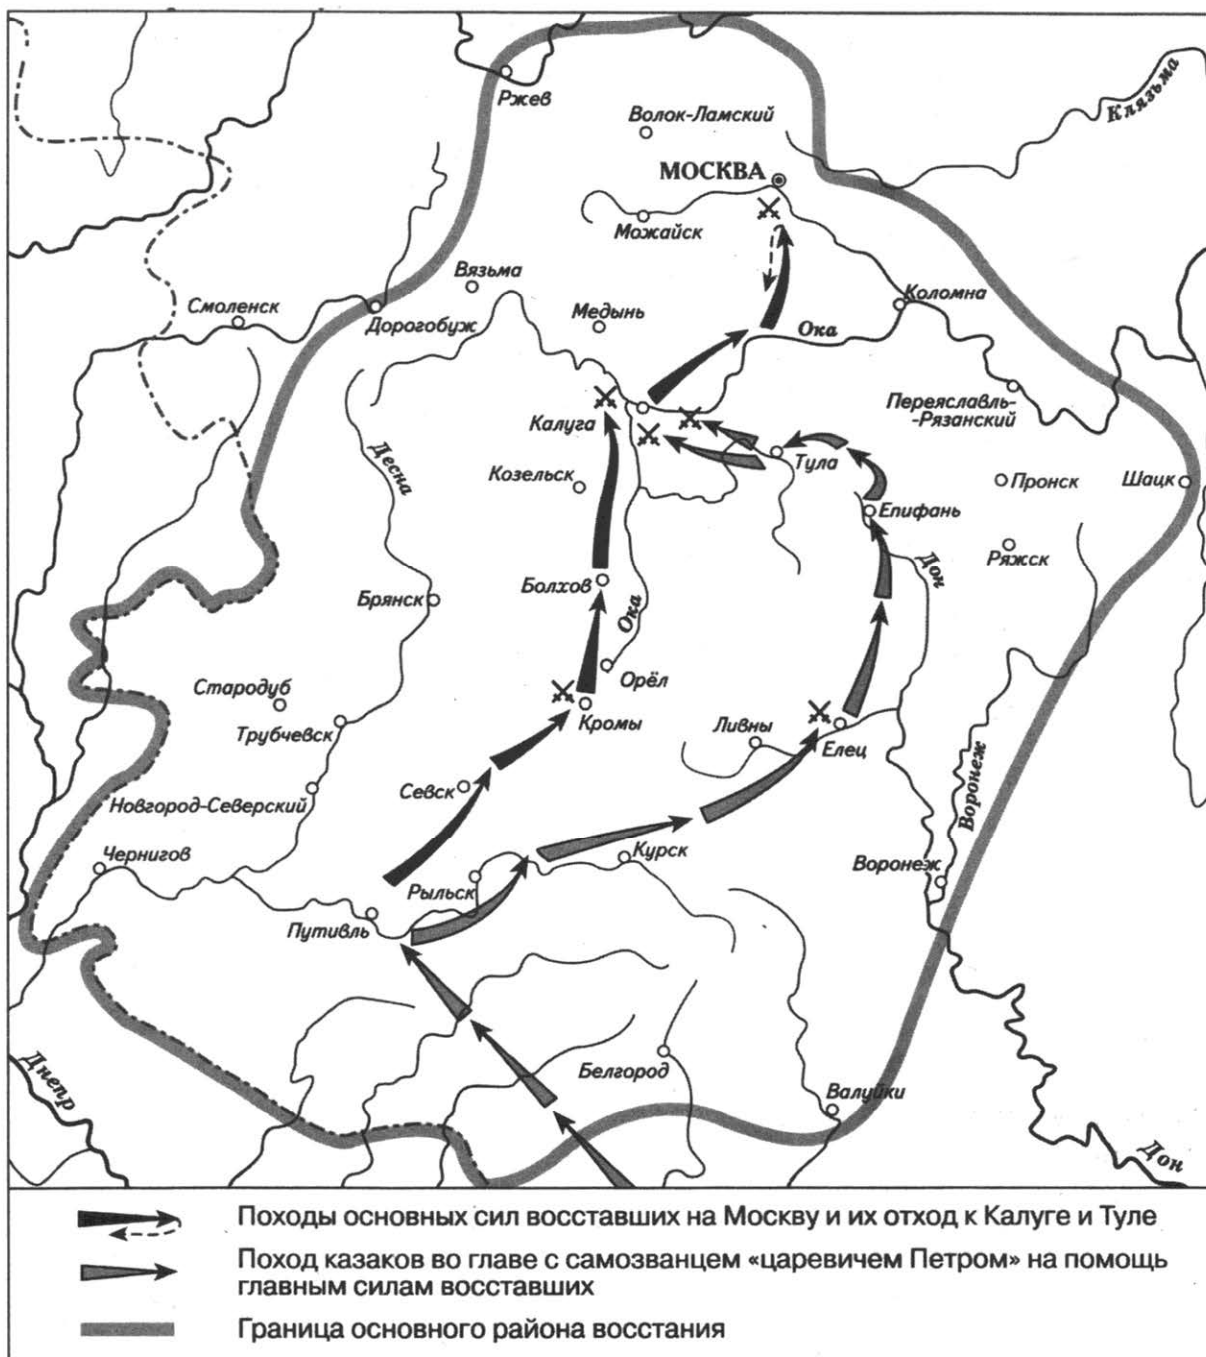 Ржев
Клязьма
Волок-Ламский
МОСКВА
Можайск
Вязьма
Смоленск
Дорогобуж
Медынь
Коломна
Ока
Переяславль-
-Рязанский
Калуга
Тула
Десна
Козельск
Пронск
Шацк
Епифань
Ряжск
Дон
Болхов
Брянск
Ока
Орёл
Стародуб
Кромы
Трубчевск
Ливны
Елец
Севск
Новгород-Северский
Воронеж
Чернигов
Курск
Воронеж
Рыльск
Путивль
Днепр
Белгород
Валуйки
Дон
Походы основных сил восставших на Москву и их отход к Калуге и Туле
Поход казаков во главе с самозванцем «царевичем Петром» на помощь
главным силам восставших
Граница основного района восстания